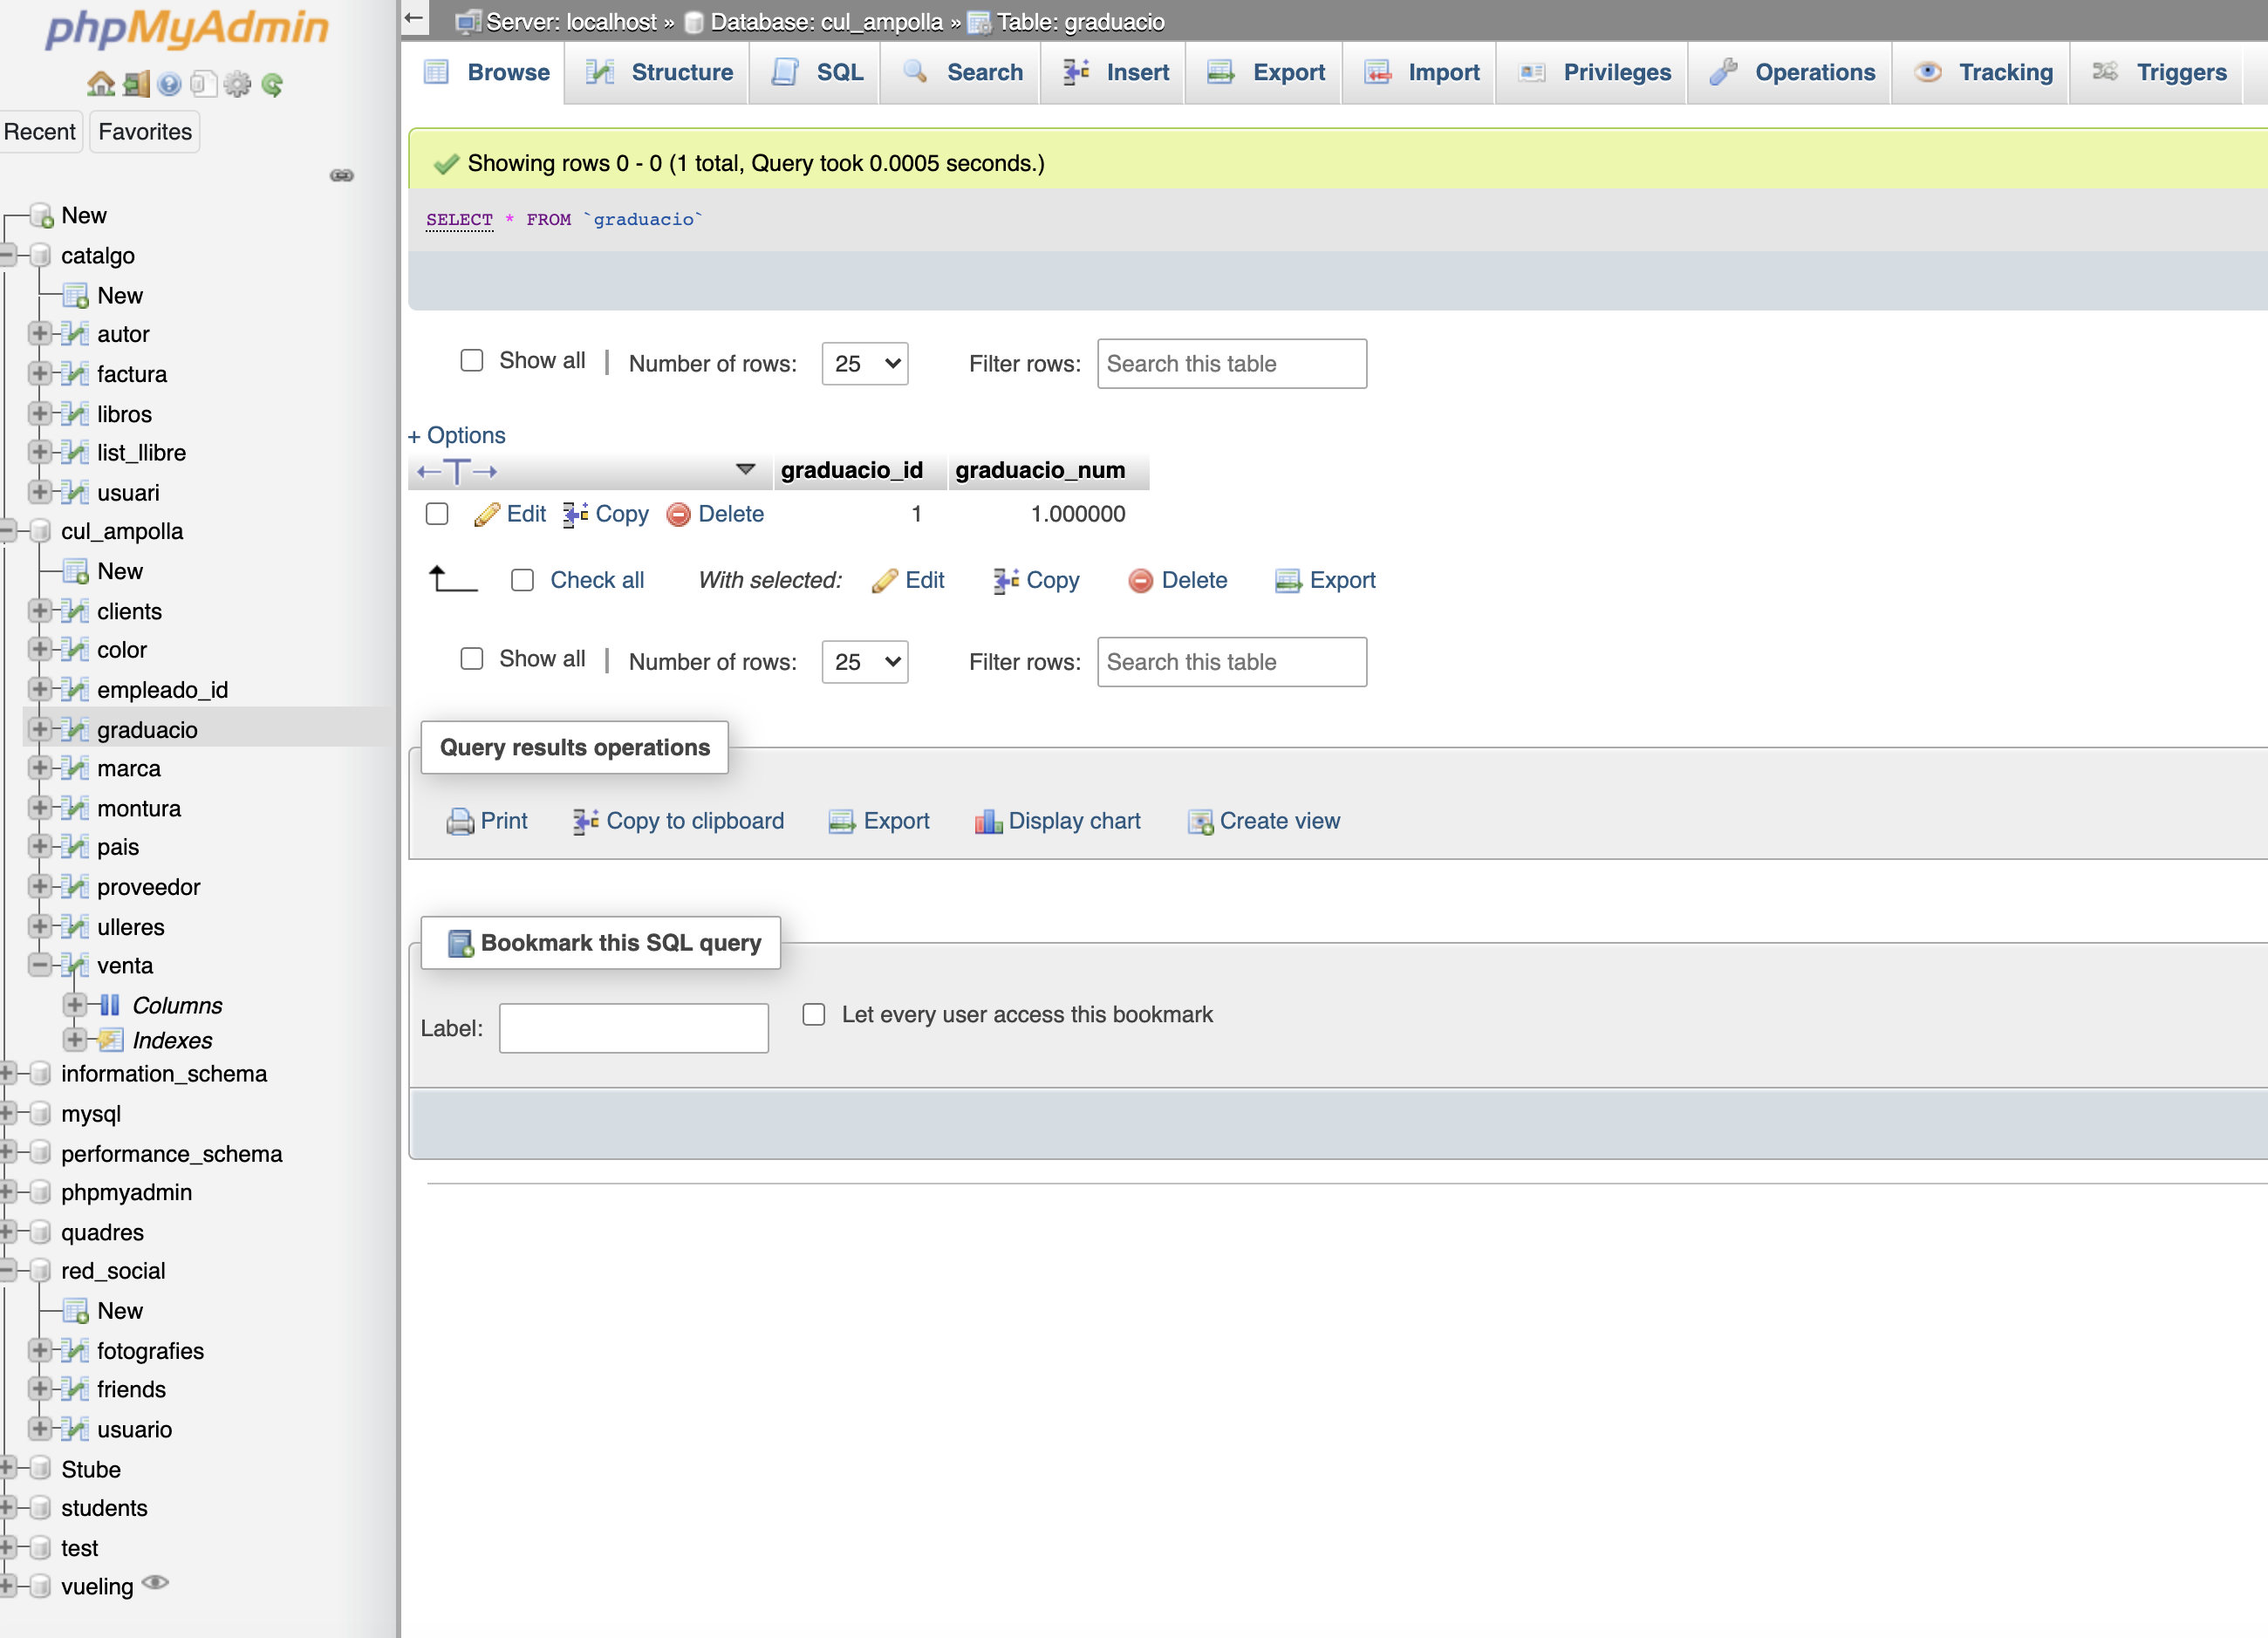 phpMyAdmin
Recent Favorites
New
catalgo
New
autor
factura
libros
list_llibre
usuari
cul_ampolla
New
clients
color
empleado_id
graduacio
marca
montura
pais
proveedor
ulleres
venta
Columns
Indexes
information_schema
mysql
performance_schema
phpmyadmin
quadres
red_social
New
fotografies
friends
usuario
Stube
students
test
vueling
Server: localhost » Database: cul_ampolla » Table: graduacio
Browse Structure SQL Search Insert Export Import Privileges Operations Tracking Triggers
Showing rows 0 - 0 (1 total, Query took 0.0005 seconds.)
SELECT * FROM `graduacio`
Show all | Number of rows: 25 Filter rows: Search this table
+ Options
←T→ graduacio_id graduacio_num
Edit Copy Delete 1 1.000000
Check all With selected: Edit Copy Delete Export
Show all | Number of rows: 25 Filter rows: Search this table
Query results operations
Print Copy to clipboard Export Display chart Create view
Bookmark this SQL query
Label: Let every user access this bookmark